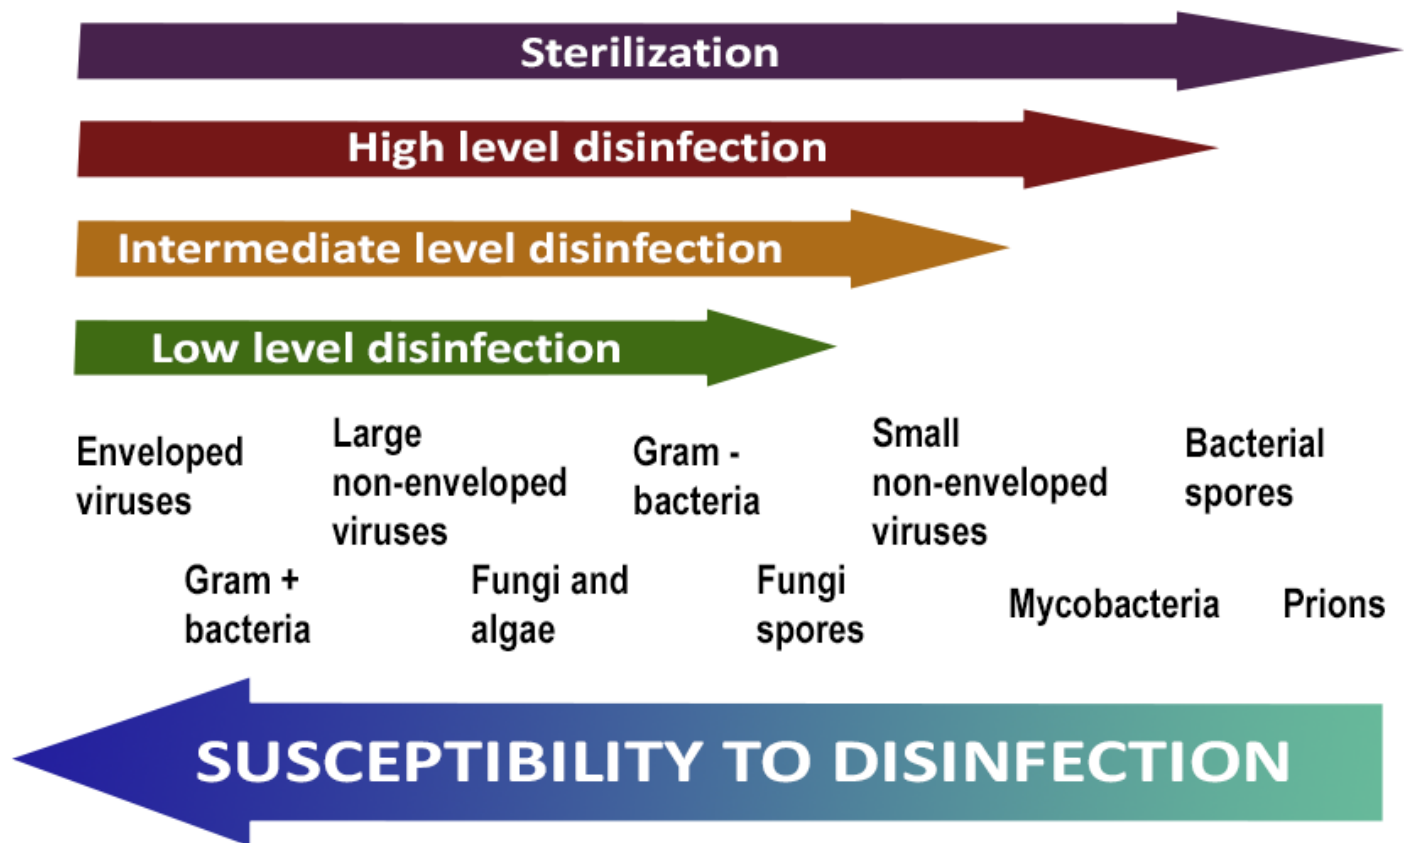 Sterilization
High level disinfection
Intermediate level disinfection
Low level disinfection
Enveloped
viruses
Large
non-enveloped
viruses
Gram -
bacteria
Small
non-enveloped
viruses
Bacterial
spores
Gram +
bacteria
Fungi and
algae
Fungi
spores
Mycobacteria
Prions
SUSCEPTIBILITY TO DISINFECTION